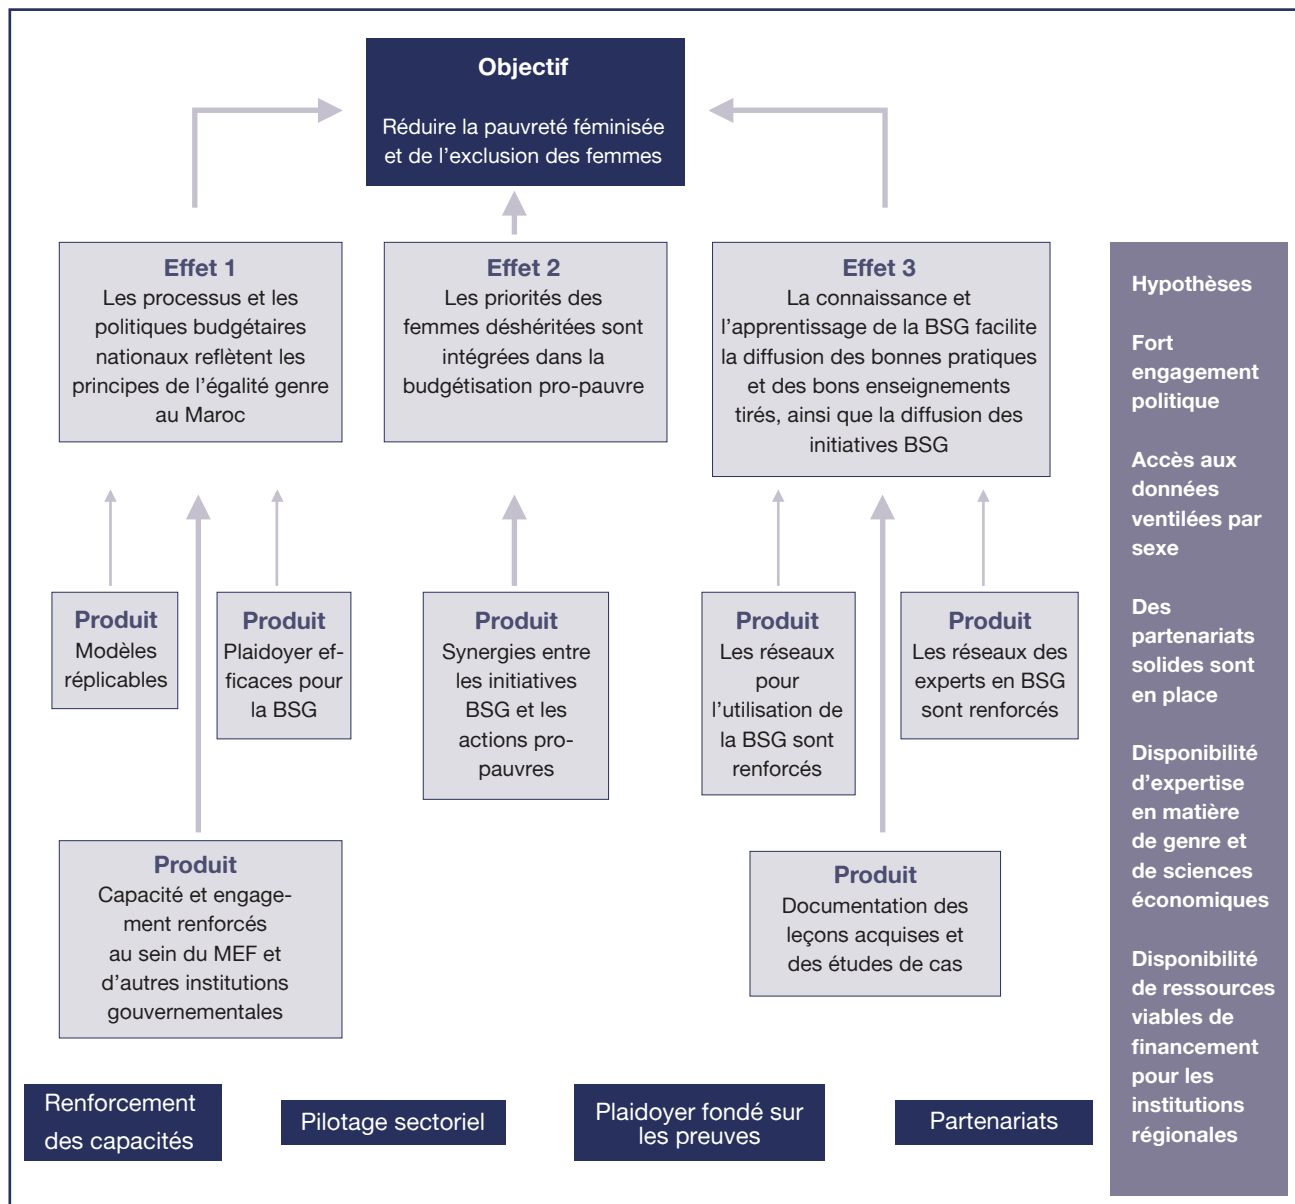 Objectif
Réduire la pauvreté féminisée
et de l'exclusion des femmes
Effet 1
Les processus et les
politiques budgétaires
nationaux reflètent les
principes de l'égalité genre
au Maroc
Effet 2
Les priorités des
femmes déshéritées sont
intégrées dans la
budgétisation pro-pauvre
Effet 3
La connaissance et
l'apprentissage de la BSG facilite
la diffusion des bonnes pratiques
et des bons enseignements
tirés, ainsi que la diffusion des
initiatives BSG
Produit
Modèles
réplicables
Produit
Plaidoyer ef-
ficaces pour
la BSG
Produit
Synergies entre
les initiatives
BSG et les
actions pro-
pauvres
Produit
Les réseaux
pour
l'utilisation de
la BSG sont
renforcés
Produit
Les réseaux des
experts en BSG
sont renforcés
Produit
Capacité et engage-
ment renforcés
au sein du MEF et
d'autres institutions
gouvernementales
Produit
Documentation des
leçons acquises et
des études de cas
Renforcement
des capacités
Pilotage sectoriel
Plaidoyer fondé sur
les preuves
Partenariats
Hypothèses
Fort
engagement
politique
Accès aux
données
ventilées par
sexe
Des
partenariats
solides sont
en place
Disponibilité
d'expertise
en matière
de genre et
de sciences
économiques
Disponibilité
de ressources
viables de
financement
pour les
institutions
régionales